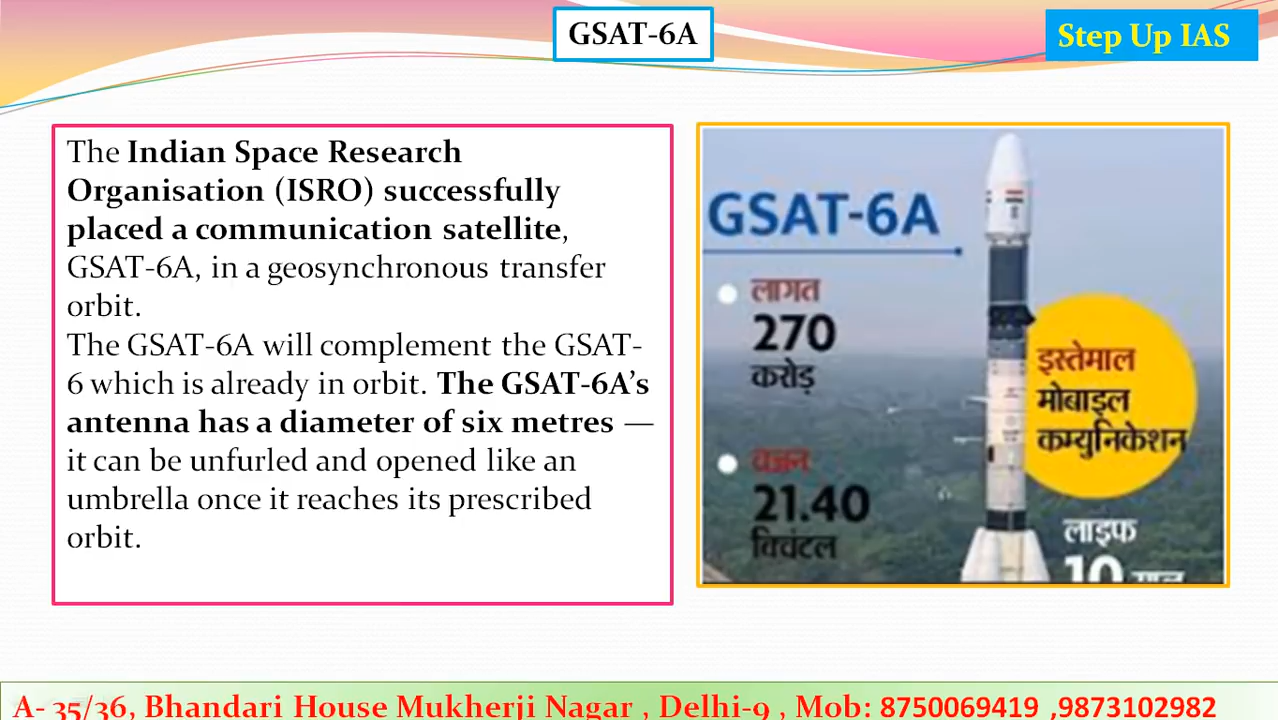 GSAT-6A
Step Up IAS
The Indian Space Research
Organisation (ISRO) successfully
placed a communication satellite,
GSAT-6A, in a geosynchronous transfer
orbit.
The GSAT-6A will complement the GSAT-
6 which is already in orbit. The GSAT-6A's
antenna has a diameter of six metres —
it can be unfurled and opened like an
umbrella once it reaches its prescribed
orbit.
GSAT-6A
लागत
270
करोड़
वजन
21.40
क्विंटल
इस्तेमाल
मोबाइल
कम्युनिकेशन
लाइफ
10 साल
A- 35/36, Bhandari House Mukherji Nagar , Delhi-9 , Mob: 8750069419 ,9873102982